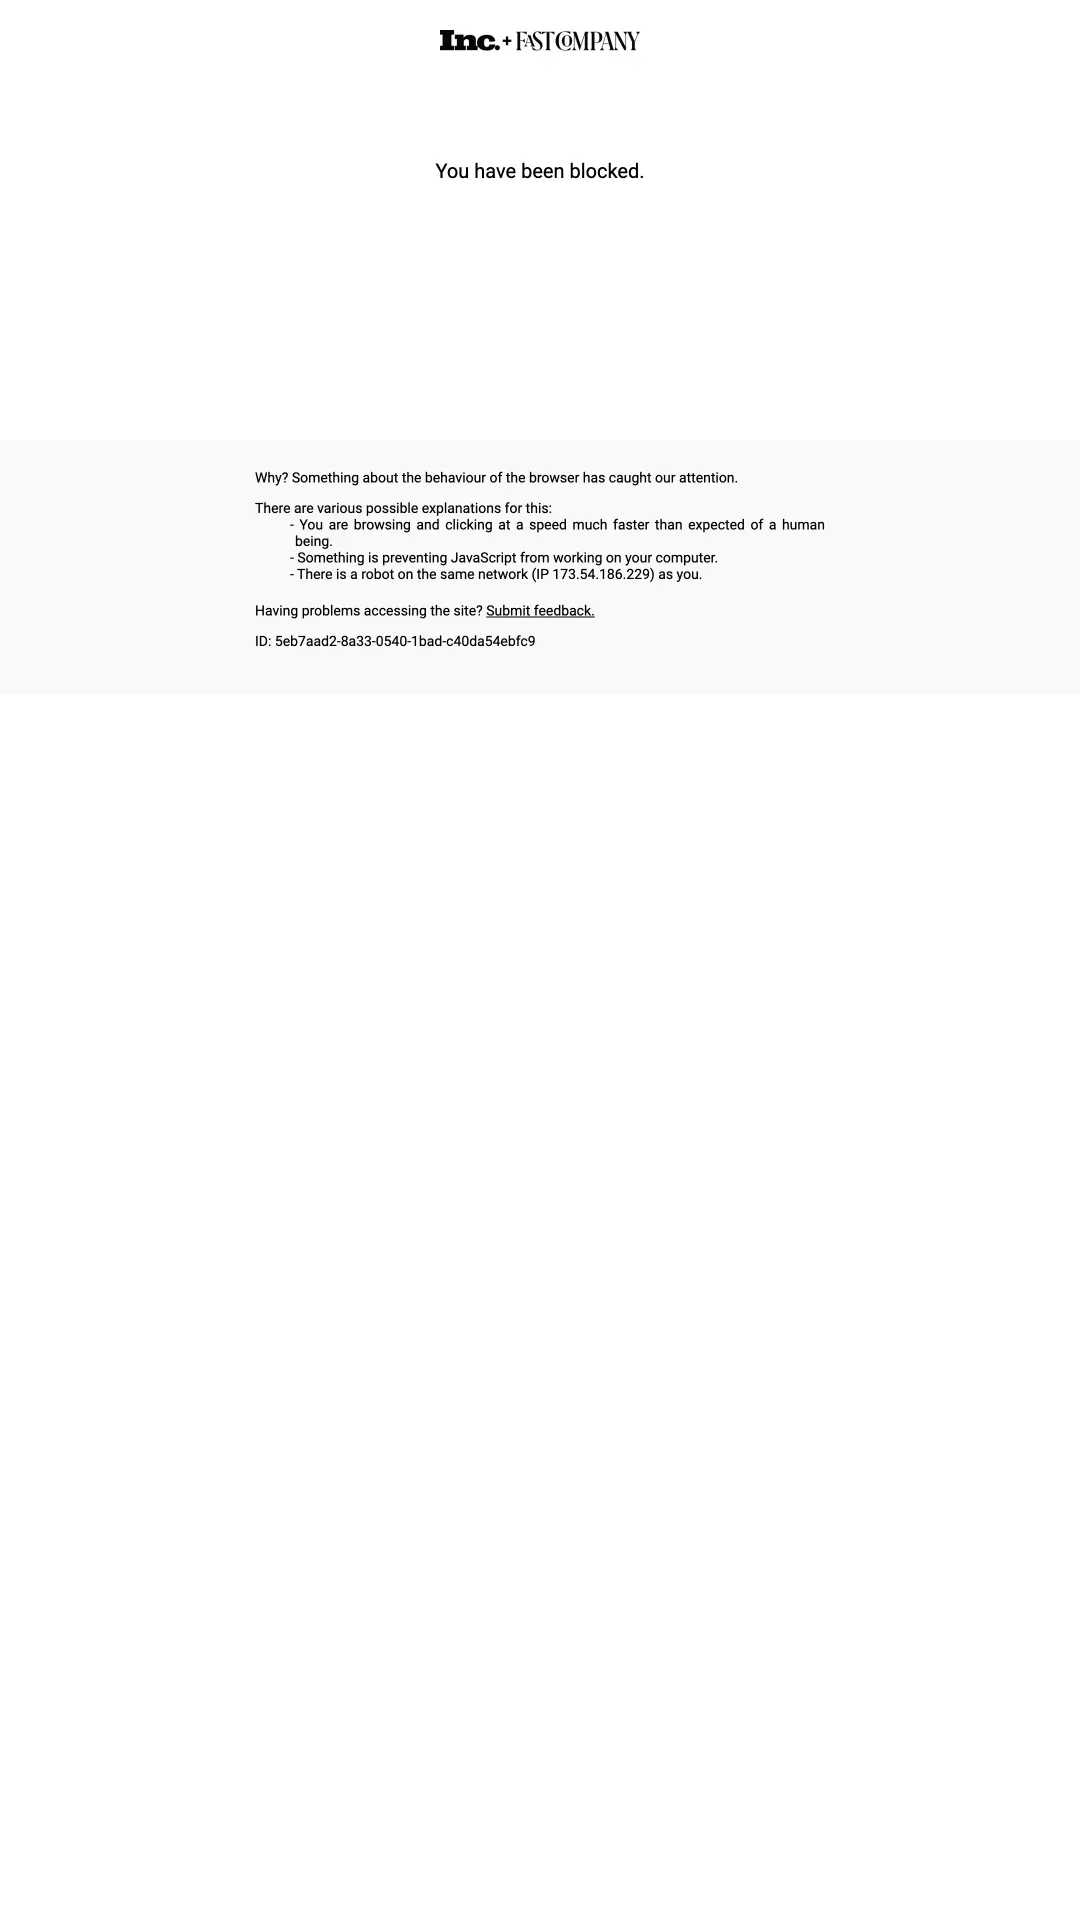 Inc. + FAST COMPANY
You have been blocked.
Why? Something about the behaviour of the browser has caught our attention.
There are various possible explanations for this:
- You are browsing and clicking at a speed much faster than expected of a human
being.
- Something is preventing JavaScript from working on your computer.
- There is a robot on the same network (IP 173.54.186.229) as you.
Having problems accessing the site? Submit feedback.
ID: 5eb7aad2-8a33-0540-1bad-c40da54ebfc9